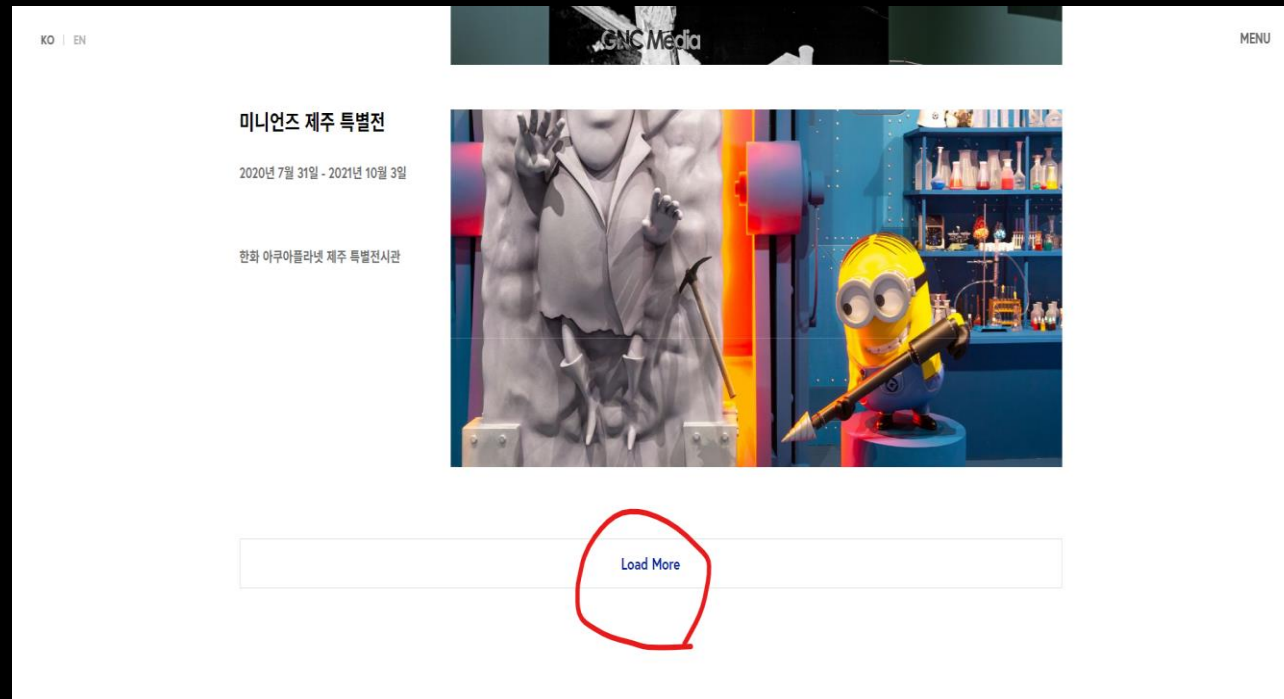 KO | EN
GNC Media
MENU
미니언즈 제주 특별전
2020년 7월 31일 - 2021년 10월 3일
한화 아쿠아플라넷 제주 특별전시관
Load More